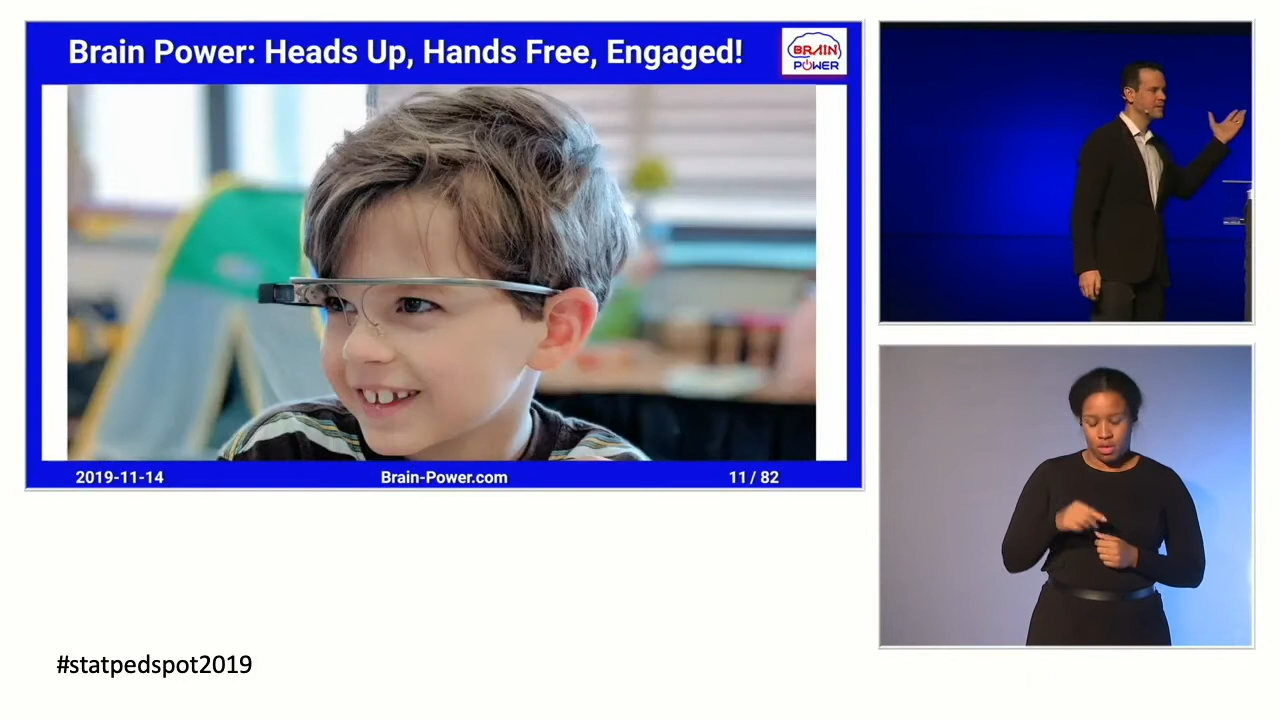 Brain Power: Heads Up, Hands Free, Engaged!
BRAIN
POWER
2019-11-14
Brain-Power.com
11 / 82
#statpedspot2019